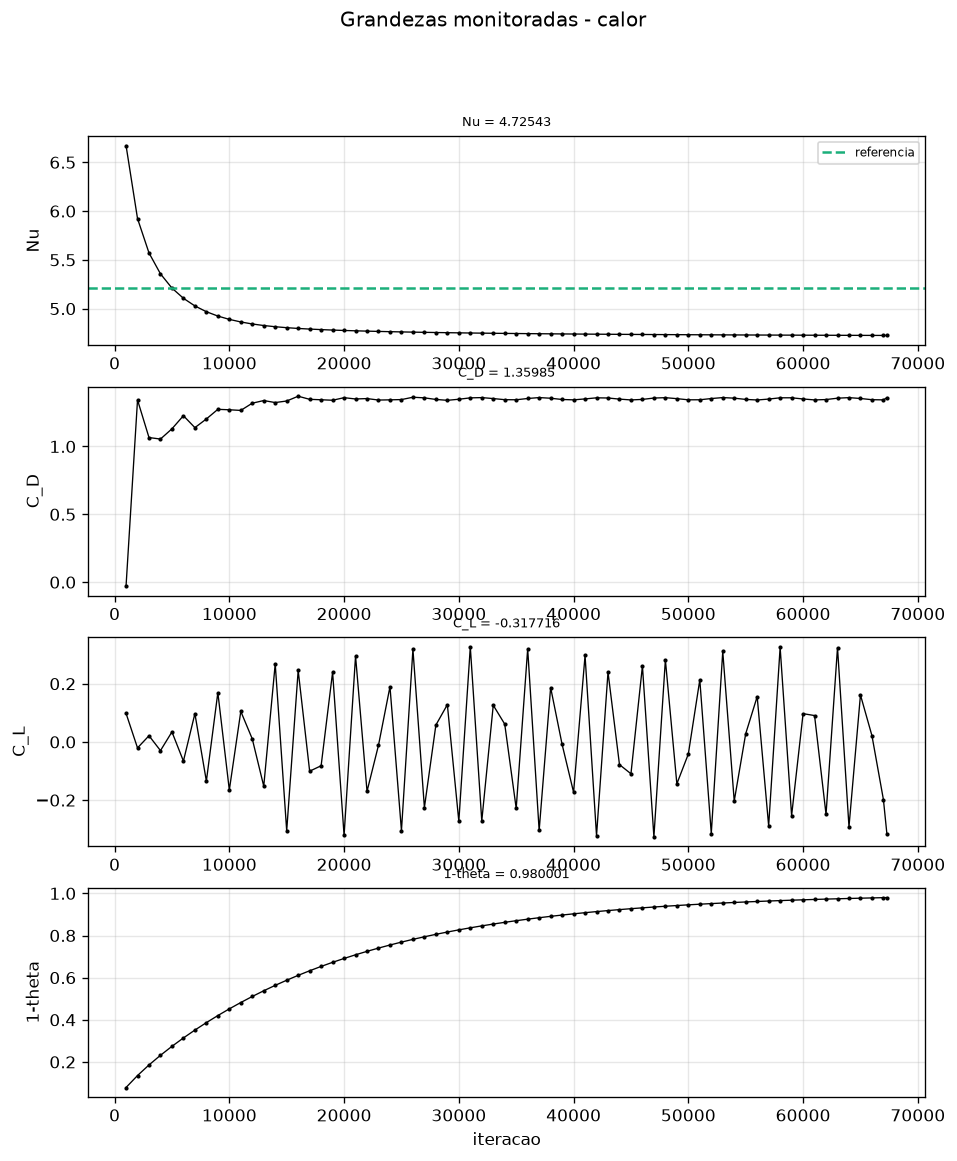 Grandezas monitoradas - calor
Nu = 4.72543
referencia
Nu
6.5
6.0
5.5
5.0
0 10000 20000 30000 40000 50000 60000 70000
C_D = 1.35985
C_D
1.0
0.5
0.0
0 10000 20000 30000 40000 50000 60000 70000
C_L = -0.317716
C_L
0.2
0.0
−0.2
0 10000 20000 30000 40000 50000 60000 70000
1-theta = 0.980001
1-theta
1.0
0.8
0.6
0.4
0.2
0 10000 20000 30000 40000 50000 60000 70000
iteracao